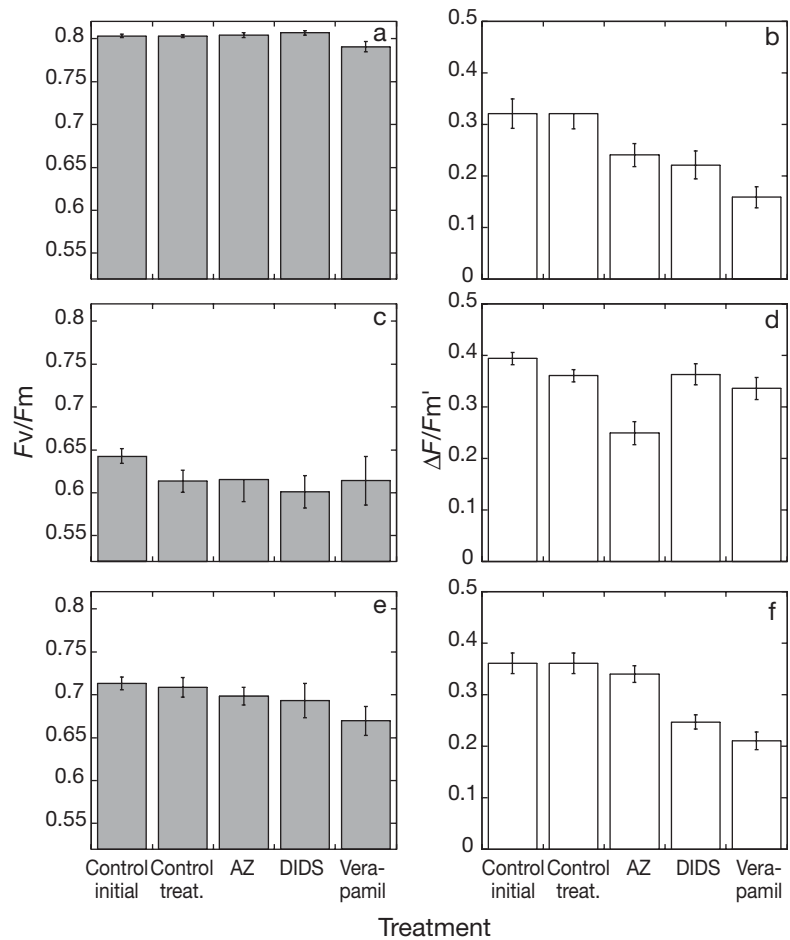 a
0.8
0.75
0.7
0.65
0.6
0.55
b
0.5
0.4
0.3
0.2
0.1
0
c
0.8
0.75
0.7
0.65
0.6
0.55
Fv/Fm
d
0.5
0.4
0.3
0.2
0.1
0
ΔF/Fm'
e
0.8
0.75
0.7
0.65
0.6
0.55
f
0.5
0.4
0.3
0.2
0.1
0
Control initial
Control treat.
AZ
DIDS
Vera-
pamil
Control initial
Control treat.
AZ
DIDS
Vera-
pamil
Treatment